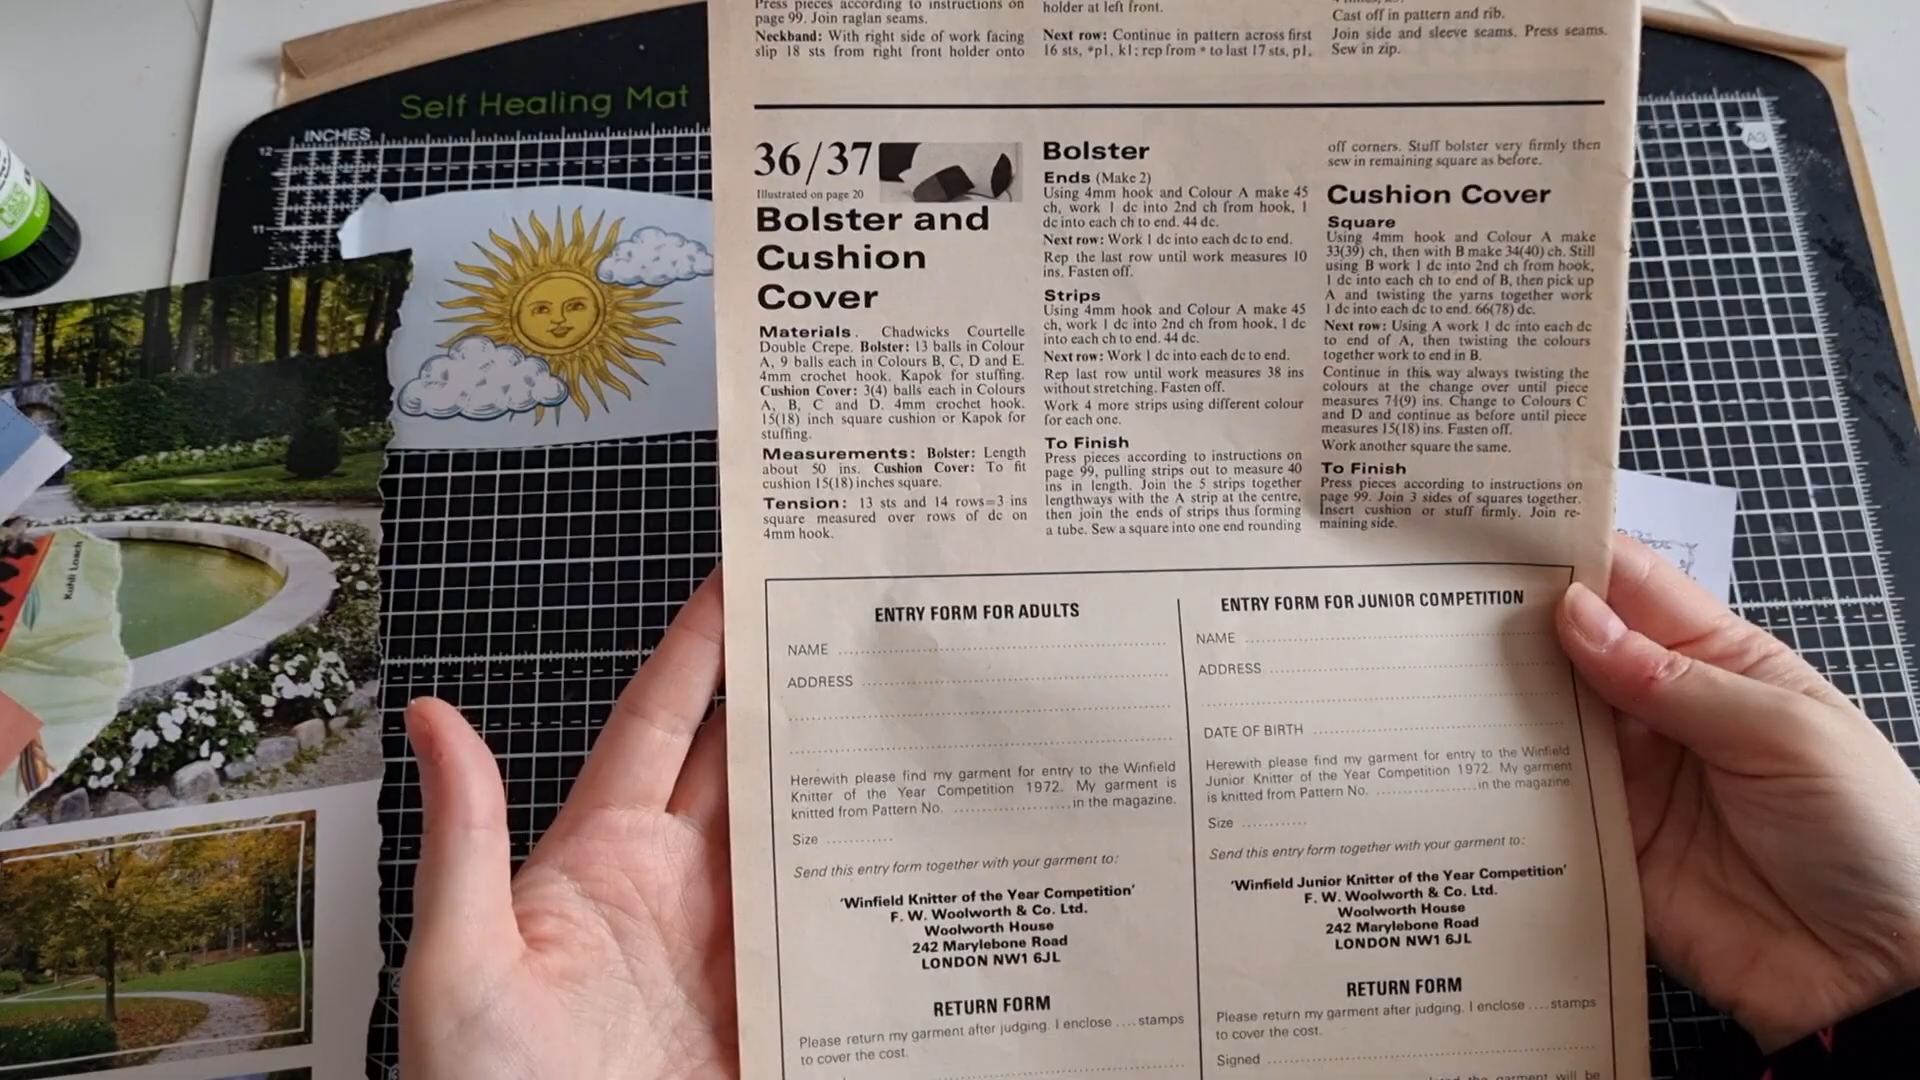 Self Healing Mat
INCHES
12
11
A3
Kuhli Loach
Press pieces according to instructions on
page 99. Join raglan seams.
Neckband: With right side of work facing
slip 18 sts from right front holder onto
holder at left front.
Next row: Continue in pattern across first
16 sts, *p1, k1; rep from * to last 17 sts, p1,
Cast off in pattern and rib.
Join side and sleeve seams. Press seams.
Sew in zip.
36/37
Illustrated on page 20
Bolster and
Cushion
Cover
Materials. Chadwicks Courtelle
Double Crepe. Bolster: 13 balls in Colour
A, 9 balls each in Colours B, C, D and E.
4mm crochet hook. Kapok for stuffing.
Cushion Cover: 3(4) balls each in Colours
A, B, C and D. 4mm crochet hook.
15(18) inch square cushion or Kapok for
stuffing.
Measurements: Bolster: Length
about 50 ins. Cushion Cover: To fit
cushion 15(18) inches square.
Tension: 13 sts and 14 rows=3 ins
square measured over rows of dc on
4mm hook.
Bolster
Ends (Make 2)
Using 4mm hook and Colour A make 45
ch, work 1 dc into 2nd ch from hook, 1
dc into each ch to end. 44 dc.
Next row: Work 1 dc into each dc to end.
Rep the last row until work measures 10
ins. Fasten off.
Strips
Using 4mm hook and Colour A make 45
ch, work 1 dc into 2nd ch from hook, 1 dc
into each ch to end. 44 dc.
Next row: Work 1 dc into each dc to end.
Rep last row until work measures 38 ins
without stretching. Fasten off.
Work 4 more strips using different colour
for each one.
To Finish
Press pieces according to instructions on
page 99, pulling strips out to measure 40
ins in length. Join the 5 strips together
lengthways with the A strip at the centre,
then join the ends of strips thus forming
a tube. Sew a square into one end rounding
off corners. Stuff bolster very firmly then
sew in remaining square as before.
Cushion Cover
Square
Using 4mm hook and Colour A make
33(39) ch, then with B make 34(40) ch. Still
using B work 1 dc into 2nd ch from hook,
1 dc into each ch to end of B, then pick up
A and twisting the yarns together work
1 dc into each dc to end. 66(78) dc.
Next row: Using A work 1 dc into each dc
to end of A, then twisting the colours
together work to end in B.
Continue in this way always twisting the
colours at the change over until piece
measures 7½(9) ins. Change to Colours C
and D and continue as before until piece
measures 15(18) ins. Fasten off.
Work another square the same.
To Finish
Press pieces according to instructions on
page 99. Join 3 sides of squares together.
Insert cushion or stuff firmly. Join re-
maining side.
ENTRY FORM FOR ADULTS
NAME
ADDRESS
Herewith please find my garment for entry to the Winfield
Knitter of the Year Competition 1972. My garment is
knitted from Pattern No. ..................... in the magazine.
Size ............
Send this entry form together with your garment to:
'Winfield Knitter of the Year Competition'
F. W. Woolworth & Co. Ltd.
Woolworth House
242 Marylebone Road
LONDON NW1 6JL
RETURN FORM
Please return my garment after judging. I enclose ....stamps
to cover the cost.
ENTRY FORM FOR JUNIOR COMPETITION
NAME
ADDRESS
DATE OF BIRTH
Herewith please find my garment for entry to the Winfield
Junior Knitter of the Year Competition 1972. My garment
is knitted from Pattern No. ..................in the magazine.
Size ............
Send this entry form together with your garment to:
'Winfield Junior Knitter of the Year Competition'
F. W. Woolworth & Co. Ltd.
Woolworth House
242 Marylebone Road
LONDON NW1 6JL
RETURN FORM
Please return my garment after judging. I enclose ....stamps
to cover the cost.
Signed
the garment will be